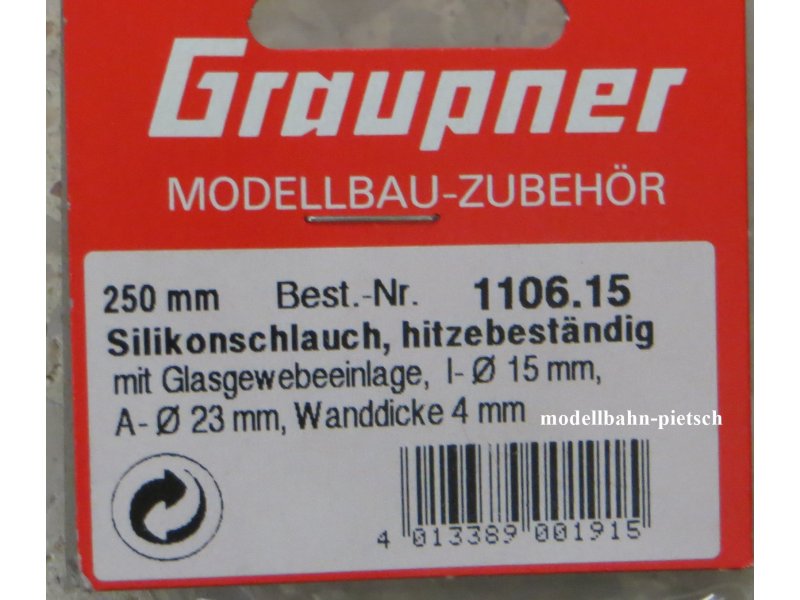 Graupner
MODELLBAU-ZUBEHÖR
250 mm Best.-Nr. 1106.15
Silikonschlauch, hitzebeständig
mit Glasgewebeeinlage, I-Ø 15 mm,
A-Ø 23 mm, Wanddicke 4 mm
modellbahn-pietsch
4 013389 001915